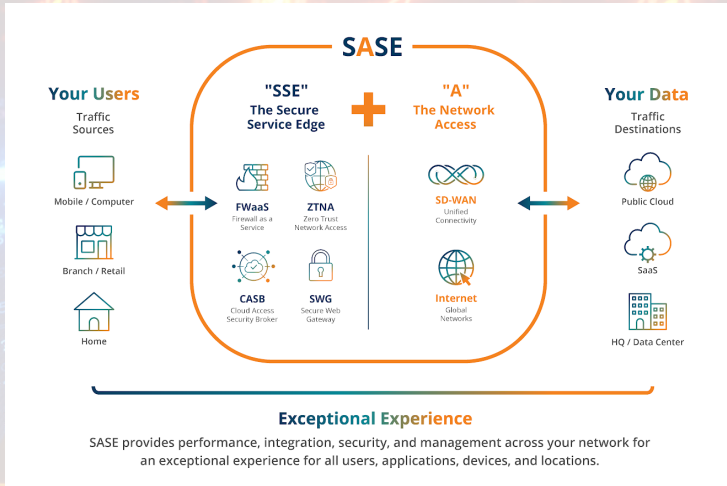 SASE
Your Users
Traffic
Sources
Mobile / Computer
Branch / Retail
Home
"SSE"
The Secure
Service Edge
FWaaS
Firewall as a
Service
ZTNA
Zero Trust
Network Access
CASB
Cloud Access
Security Broker
SWG
Secure Web
Gateway
"A"
The Network
Access
SD-WAN
Unified
Connectivity
Internet
Global
Networks
Your Data
Traffic
Destinations
Public Cloud
SaaS
HQ / Data Center
Exceptional Experience
SASE provides performance, integration, security, and management across your network for
an exceptional experience for all users, applications, devices, and locations.